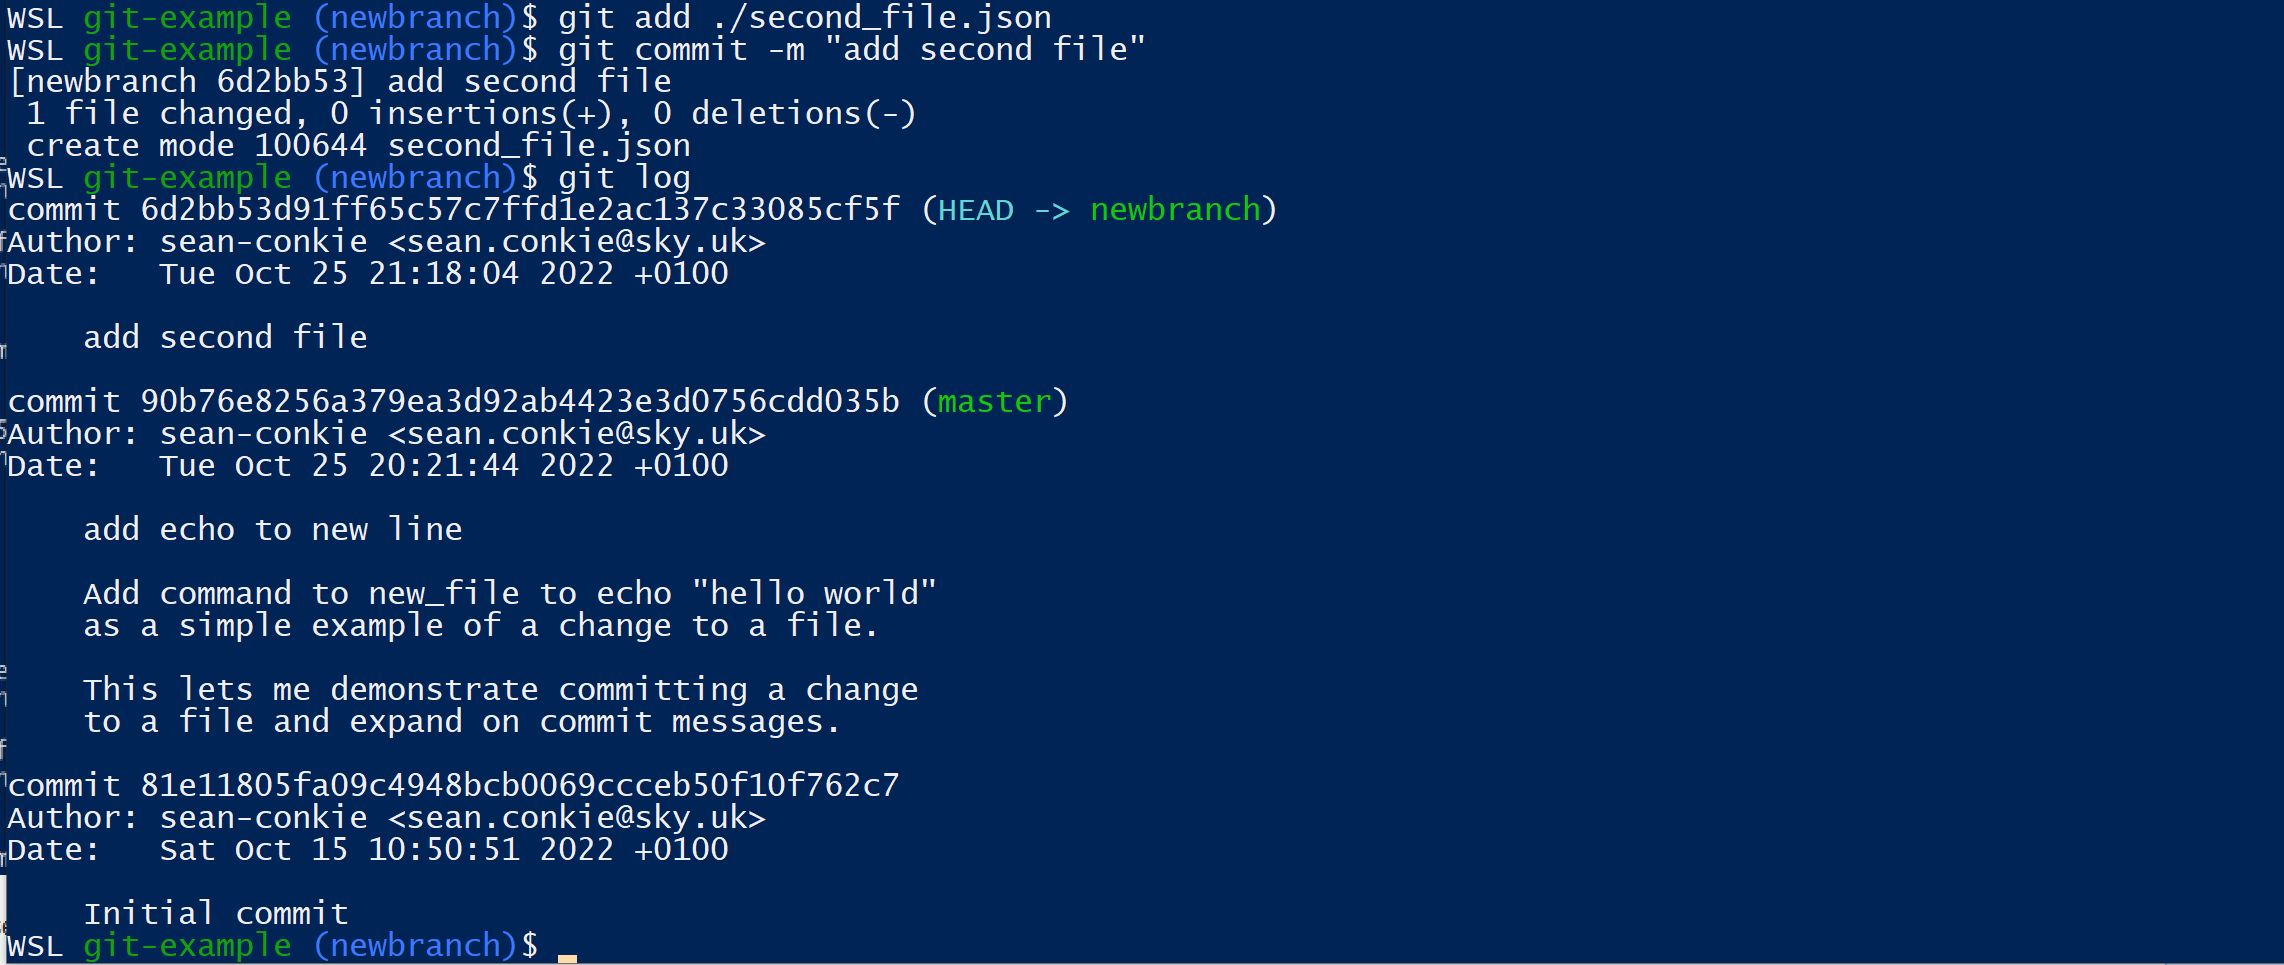 WSL git-example (newbranch)$ git add ./second_file.json
WSL git-example (newbranch)$ git commit -m "add second file"
[newbranch 6d2bb53] add second file
 1 file changed, 0 insertions(+), 0 deletions(-)
 create mode 100644 second_file.json
WSL git-example (newbranch)$ git log
commit 6d2bb53d91ff65c57c7ffd1e2ac137c33085cf5f (HEAD -> newbranch)
Author: sean-conkie <sean.conkie@sky.uk>
Date:   Tue Oct 25 21:18:04 2022 +0100

    add second file

commit 90b76e8256a379ea3d92ab4423e3d0756cdd035b (master)
Author: sean-conkie <sean.conkie@sky.uk>
Date:   Tue Oct 25 20:21:44 2022 +0100

    add echo to new line

    Add command to new_file to echo "hello world"
    as a simple example of a change to a file.

    This lets me demonstrate committing a change
    to a file and expand on commit messages.

commit 81e11805fa09c4948bcb0069ccceb50f10f762c7
Author: sean-conkie <sean.conkie@sky.uk>
Date:   Sat Oct 15 10:50:51 2022 +0100

    Initial commit
WSL git-example (newbranch)$